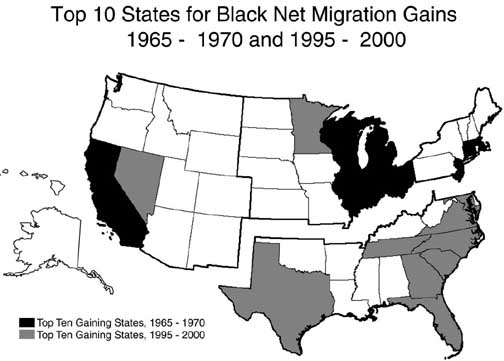 Top 10 States for Black Net Migration Gains
1965 - 1970 and 1995 - 2000
Top Ten Gaining States, 1965 - 1970
Top Ten Gaining States, 1995 - 2000